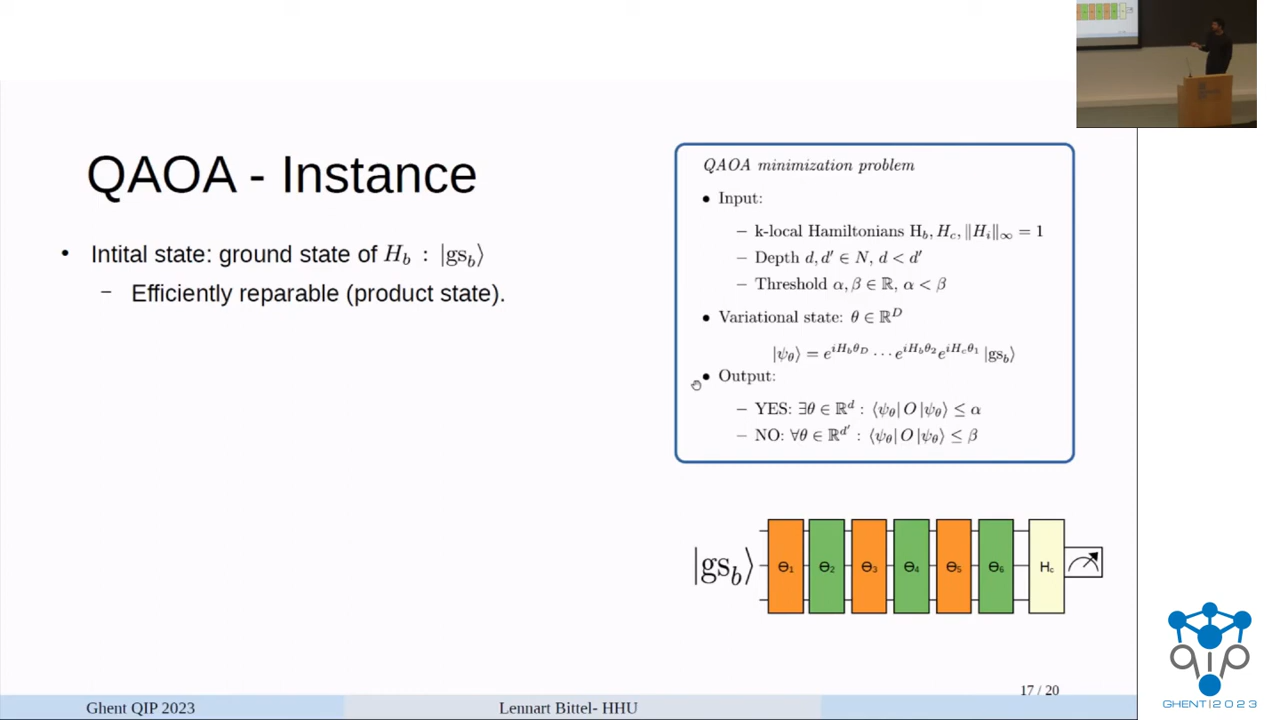 QAOA - Instance
• Intital state: ground state of H_b : |gs_b⟩
– Efficiently reparable (product state).
QAOA minimization problem
• Input:
– k-local Hamiltonians H_b, H_c, ‖H_i‖_∞ = 1
– Depth d, d′ ∈ N, d < d′
– Threshold α, β ∈ ℝ, α < β
• Variational state: θ ∈ ℝ^D
|ψ_θ⟩ = e^{iH_bθ_D} ⋯ e^{iH_bθ_2} e^{iH_cθ_1} |gs_b⟩
• Output:
– YES: ∃θ ∈ ℝ^d : ⟨ψ_θ| O |ψ_θ⟩ ≤ α
– NO: ∀θ ∈ ℝ^{d′} : ⟨ψ_θ| O |ψ_θ⟩ ≤ β
|gs_b⟩ Θ₁ Θ₂ Θ₃ Θ₄ Θ₅ Θ₆ H_c
17 / 20
Ghent QIP 2023 Lennart Bittel- HHU
qip
GHENT|2023